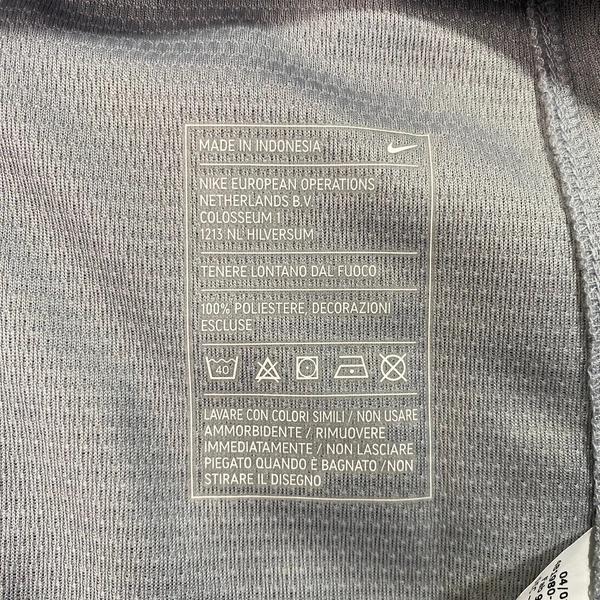 MADE IN INDONESIA
NIKE EUROPEAN OPERATIONS
NETHERLANDS B.V.
COLOSSEUM 1
1213 NL HILVERSUM
TENERE LONTANO DAL FUOCO
100% POLIESTERE, DECORAZIONI
ESCLUSE
40
LAVARE CON COLORI SIMILI / NON USARE
AMMORBIDENTE / RIMUOVERE
IMMEDIATAMENTE / NON LASCIARE
PIEGATO QUANDO È BAGNATO /NON
STIRARE IL DISEGNO
04/0